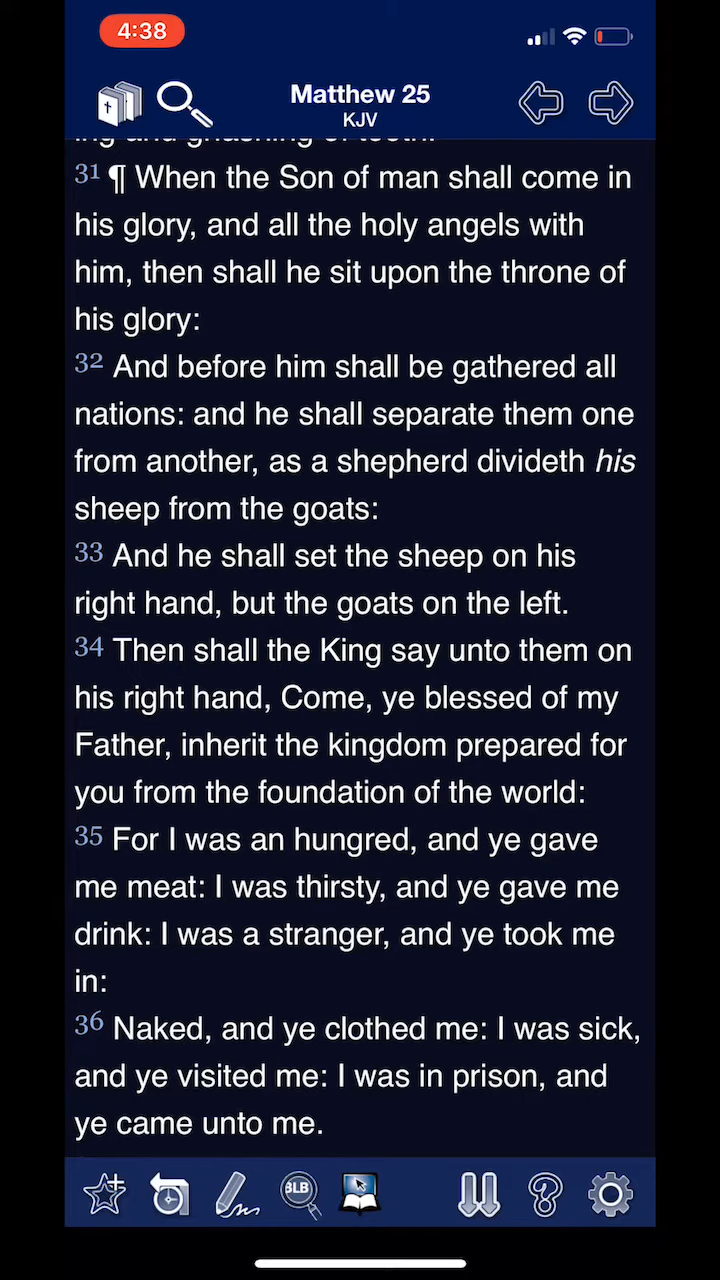 4:38
Matthew 25
KJV
ing and gnashing of teeth.
31 ¶ When the Son of man shall come in
his glory, and all the holy angels with
him, then shall he sit upon the throne of
his glory:
32 And before him shall be gathered all
nations: and he shall separate them one
from another, as a shepherd divideth his
sheep from the goats:
33 And he shall set the sheep on his
right hand, but the goats on the left.
34 Then shall the King say unto them on
his right hand, Come, ye blessed of my
Father, inherit the kingdom prepared for
you from the foundation of the world:
35 For I was an hungred, and ye gave
me meat: I was thirsty, and ye gave me
drink: I was a stranger, and ye took me
in:
36 Naked, and ye clothed me: I was sick,
and ye visited me: I was in prison, and
ye came unto me.
BLB